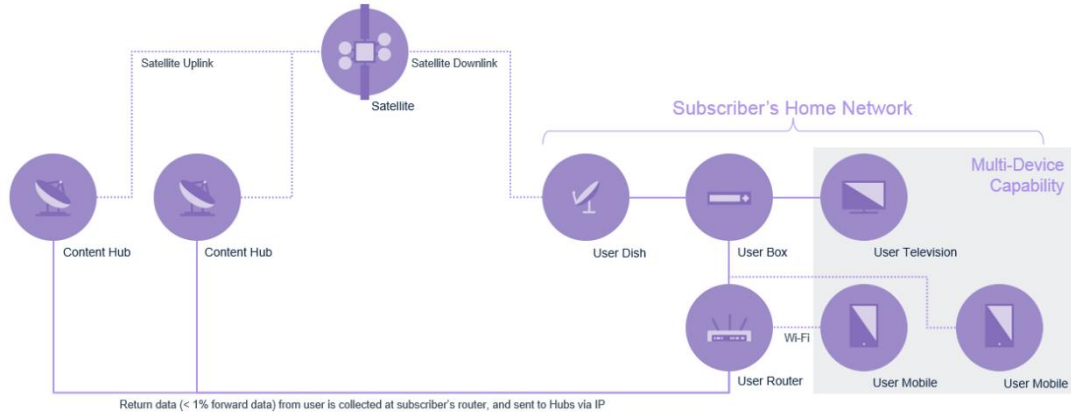 Satellite Uplink
Satellite Downlink
Satellite
Subscriber's Home Network
Multi-Device
Capability
Content Hub
Content Hub
User Dish
User Box
User Television
Wi-Fi
User Router
User Mobile
User Mobile
Return data (< 1% forward data) from user is collected at subscriber's router, and sent to Hubs via IP